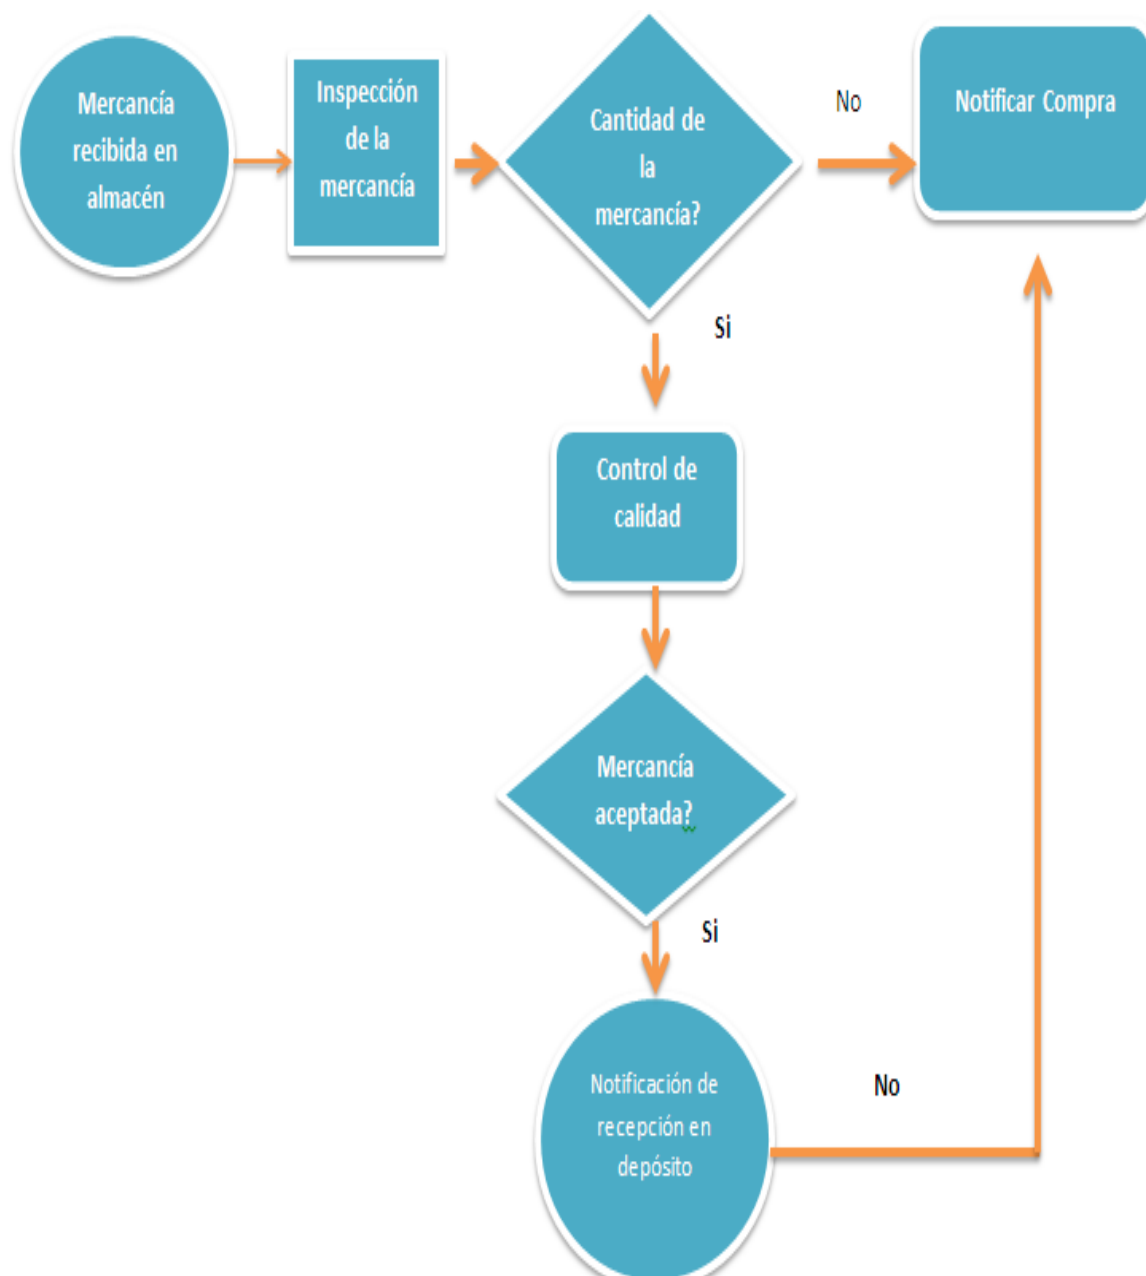 Mercancía
recibida en
almacén
Inspección
de la
mercancía
Cantidad de
la
mercancía?
No
Notificar Compra
Si
Control de
calidad
Mercancía
aceptada?
Si
Notificación de
recepción en
depósito
No